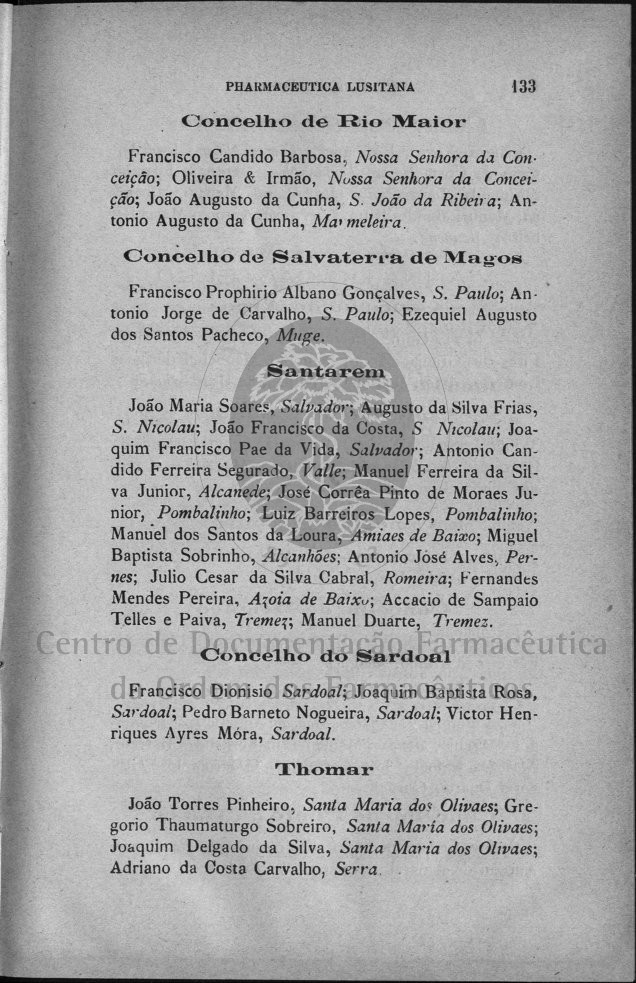 PHARMACEUTICA LUSITANA 133
Concelho de Rio Maior
Francisco Candido Barbosa, Nossa Senhora da Con-
ceição; Oliveira & Irmão, Nossa Senhora da Concei-
ção; João Augusto da Cunha, S. João da Ribeira; An-
tonio Augusto da Cunha, Marmeleira.
Concelho de Salvaterra de Magos
Francisco Prophirio Albano Gonçalves, S. Paulo; An-
tonio Jorge de Carvalho, S. Paulo; Ezequiel Augusto
dos Santos Pacheco, Muge.
Santarem
João Maria Soares, Salvador; Augusto da Silva Frias,
S. Nicolau; João Francisco da Costa, S Nicolau; Joa-
quim Francisco Pae da Vida, Salvador; Antonio Can-
dido Ferreira Segurado, Valle; Manuel Ferreira da Sil-
va Junior, Alcanede; José Corrêa Pinto de Moraes Ju-
nior, Pombalinho; Luiz Barreiros Lopes, Pombalinho;
Manuel dos Santos da Loura, Amiaes de Baixo; Miguel
Baptista Sobrinho, Alcanhões; Antonio José Alves, Per-
nes; Julio Cesar da Silva Cabral, Romeira; Fernandes
Mendes Pereira, Azoia de Baixo; Accacio de Sampaio
Telles e Paiva, Tremez; Manuel Duarte, Tremez.
Centro de Documentação Farmacêutica
Concelho do Sardoal
da Ordem dos Farmacêuticos
Francisco Dionisio Sardoal; Joaquim Baptista Rosa,
Sardoal; Pedro Barneto Nogueira, Sardoal; Victor Hen-
riques Ayres Móra, Sardoal.
Thomar
João Torres Pinheiro, Santa Maria dos Olivaes; Gre-
gorio Thaumaturgo Sobreiro, Santa Maria dos Olivaes;
Joaquim Delgado da Silva, Santa Maria dos Olivaes;
Adriano da Costa Carvalho, Serra.